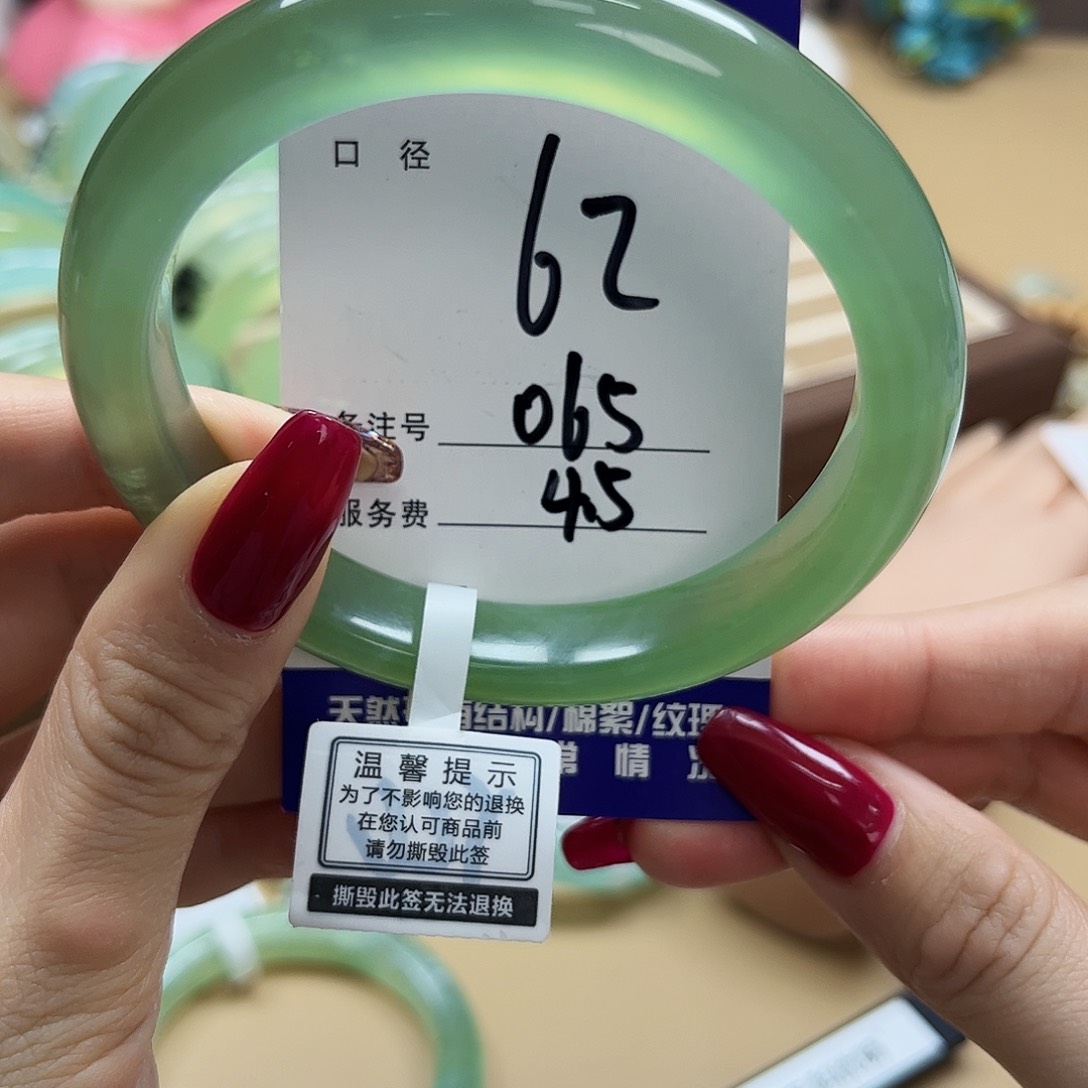 口径 62
备注号 065
服务费 45
天然 结构/棉絮/纹理
常情况
温馨提示
为了不影响您的退换
在您认可商品前
请勿撕毁此签
撕毁此签无法退换